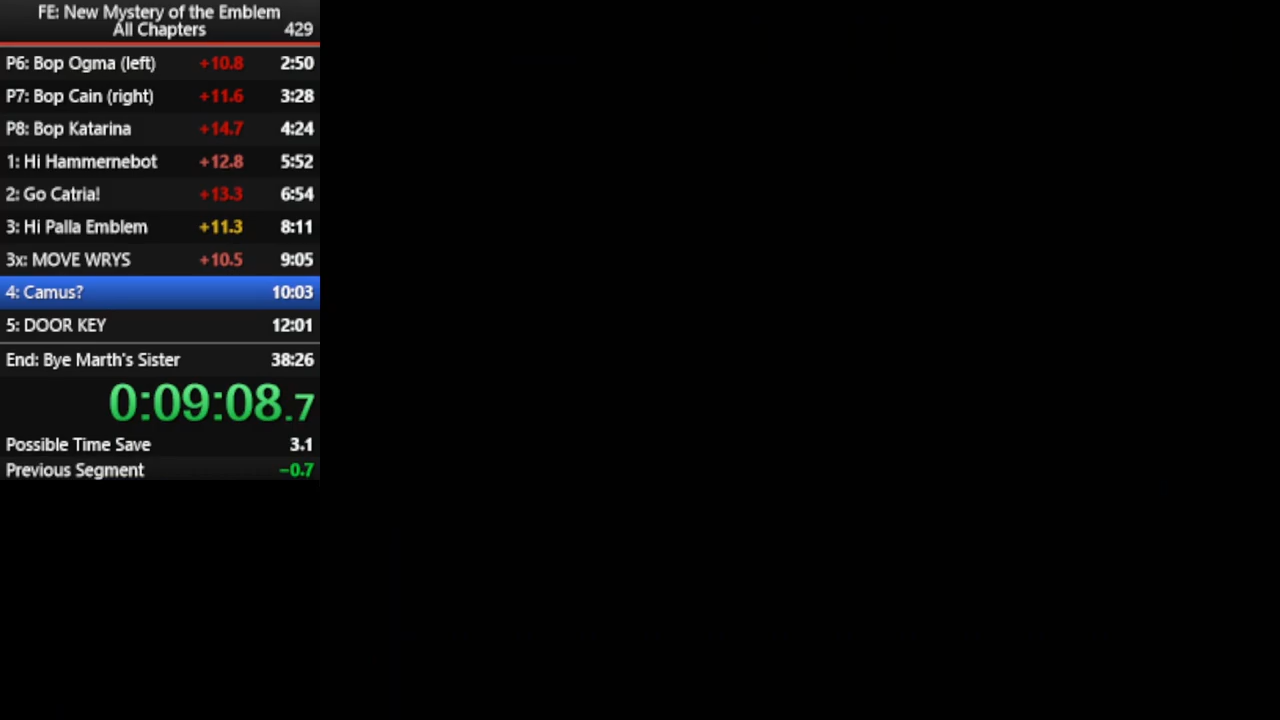 FE: New Mystery of the Emblem
All Chapters 429
P6: Bop Ogma (left) +10.8 2:50
P7: Bop Cain (right) +11.6 3:28
P8: Bop Katarina +14.7 4:24
1: Hi Hammernebot +12.8 5:52
2: Go Catria! +13.3 6:54
3: Hi Palla Emblem +11.3 8:11
3x: MOVE WRYS +10.5 9:05
4: Camus? 10:03
5: DOOR KEY 12:01
End: Bye Marth's Sister 38:26
0:09:08.7
Possible Time Save 3.1
Previous Segment −0.7